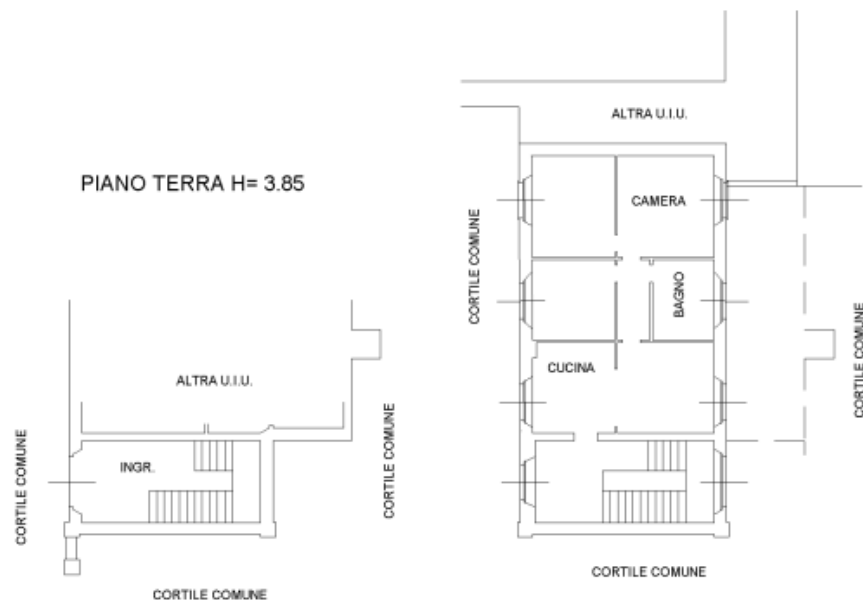 PIANO TERRA H= 3.85
ALTRA U.I.U.
INGR.
CORTILE COMUNE
CORTILE COMUNE
CORTILE COMUNE
ALTRA U.I.U.
CAMERA
CORTILE COMUNE
BAGNO
CUCINA
CORTILE COMUNE
CORTILE COMUNE